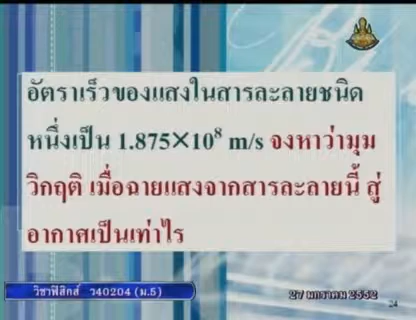 อัตราเร็วของแสงในสารละลายชนิด
หนึ่งเป็น 1.875×10⁸ m/s จงหาว่ามุม
วิกฤติ เมื่อฉายแสงจากสารละลายนี้ สู่
อากาศเป็นเท่าไร
วิชาฟิสิกส์ ว40204 (ม.5)
27 มกราคม 2552
24